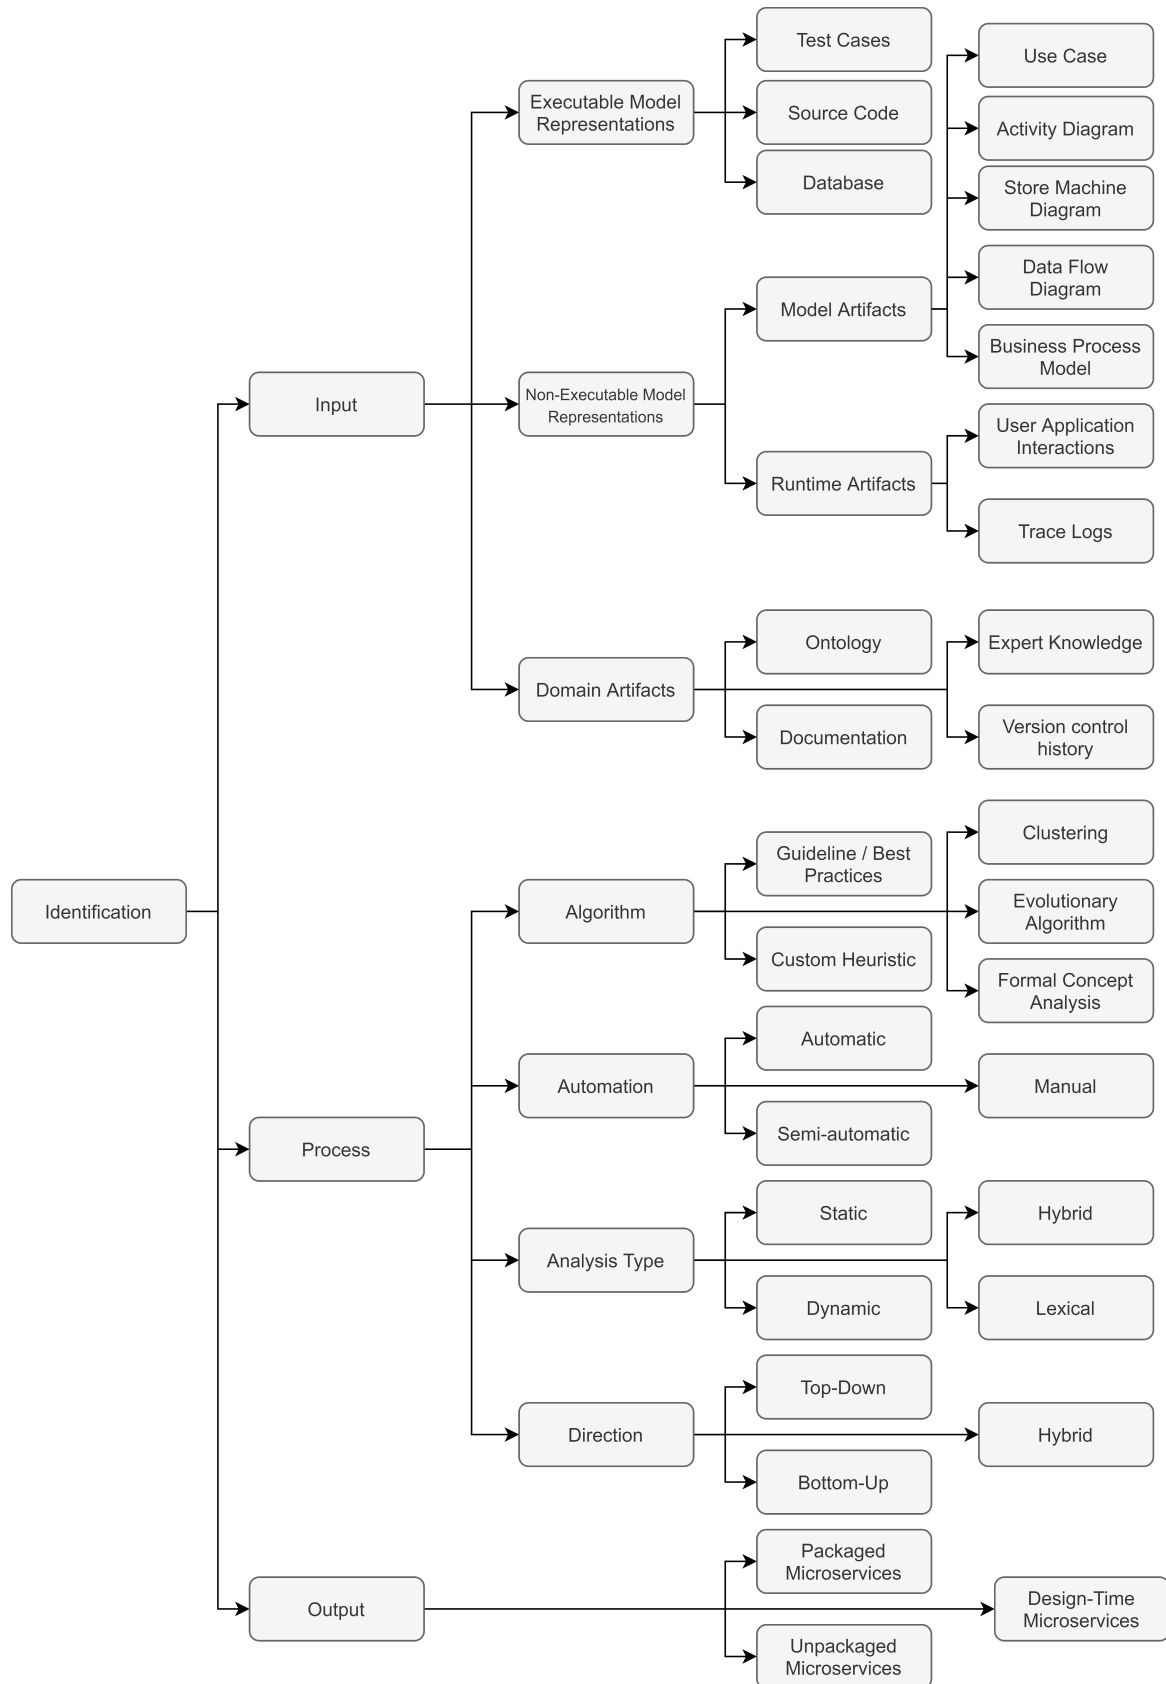 Test Cases
Use Case
Executable Model
Representations
Source Code
Activity Diagram
Database
Store Machine
Diagram
Data Flow
Diagram
Model Artifacts
Business Process
Model
Input
Non-Executable Model
Representations
User Application
Interactions
Runtime Artifacts
Trace Logs
Ontology
Expert Knowledge
Domain Artifacts
Documentation
Version control
history
Clustering
Guideline / Best
Practices
Identification
Algorithm
Evolutionary
Algorithm
Custom Heuristic
Formal Concept
Analysis
Automatic
Automation
Manual
Semi-automatic
Process
Static
Hybrid
Analysis Type
Dynamic
Lexical
Top-Down
Direction
Hybrid
Bottom-Up
Packaged
Microservices
Output
Design-Time
Microservices
Unpackaged
Microservices